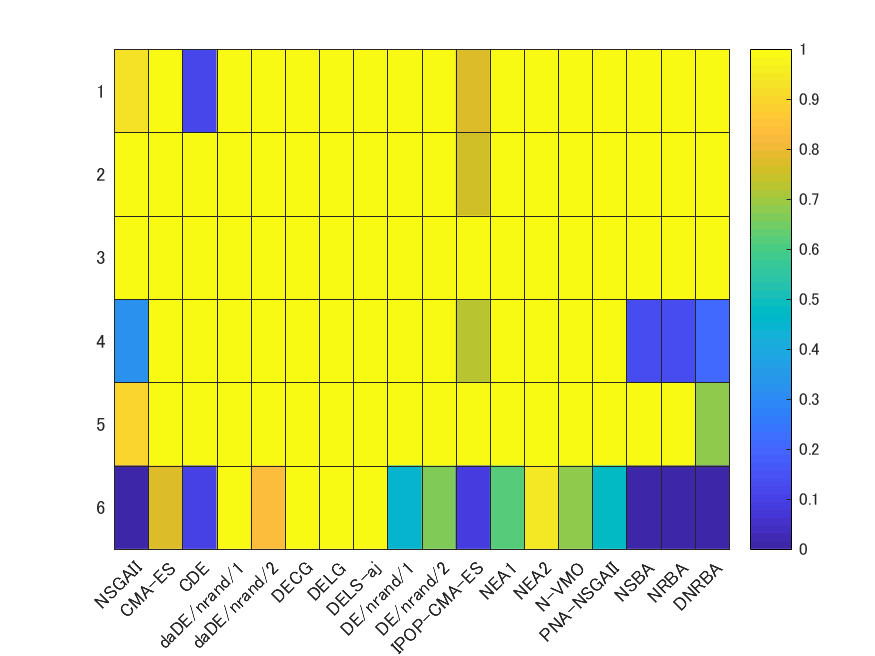 1
2
3
4
5
6
NSGAII
CMA-ES
CDE
daDE/nrand/1
daDE/nrand/2
DECG
DELG
DELS-aj
DE/nrand/1
DE/nrand/2
IPOP-CMA-ES
NEA1
NEA2
N-VMO
PNA-NSGAII
NSBA
NRBA
DNRBA
1
0.9
0.8
0.7
0.6
0.5
0.4
0.3
0.2
0.1
0